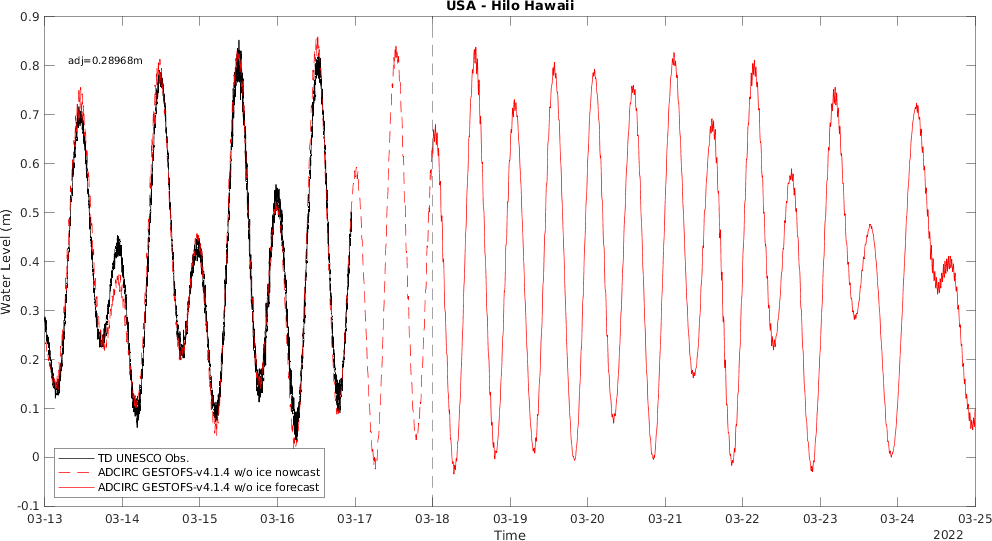 USA - Hilo Hawaii
adj=0.28968m
0.9
0.8
0.7
0.6
0.5
0.4
0.3
0.2
0.1
0
-0.1
Water Level (m)
TD UNESCO Obs.
ADCIRC GESTOFS-v4.1.4 w/o ice nowcast
ADCIRC GESTOFS-v4.1.4 w/o ice forecast
03-13 03-14 03-15 03-16 03-17 03-18 03-19 03-20 03-21 03-22 03-23 03-24 03-25
Time
2022